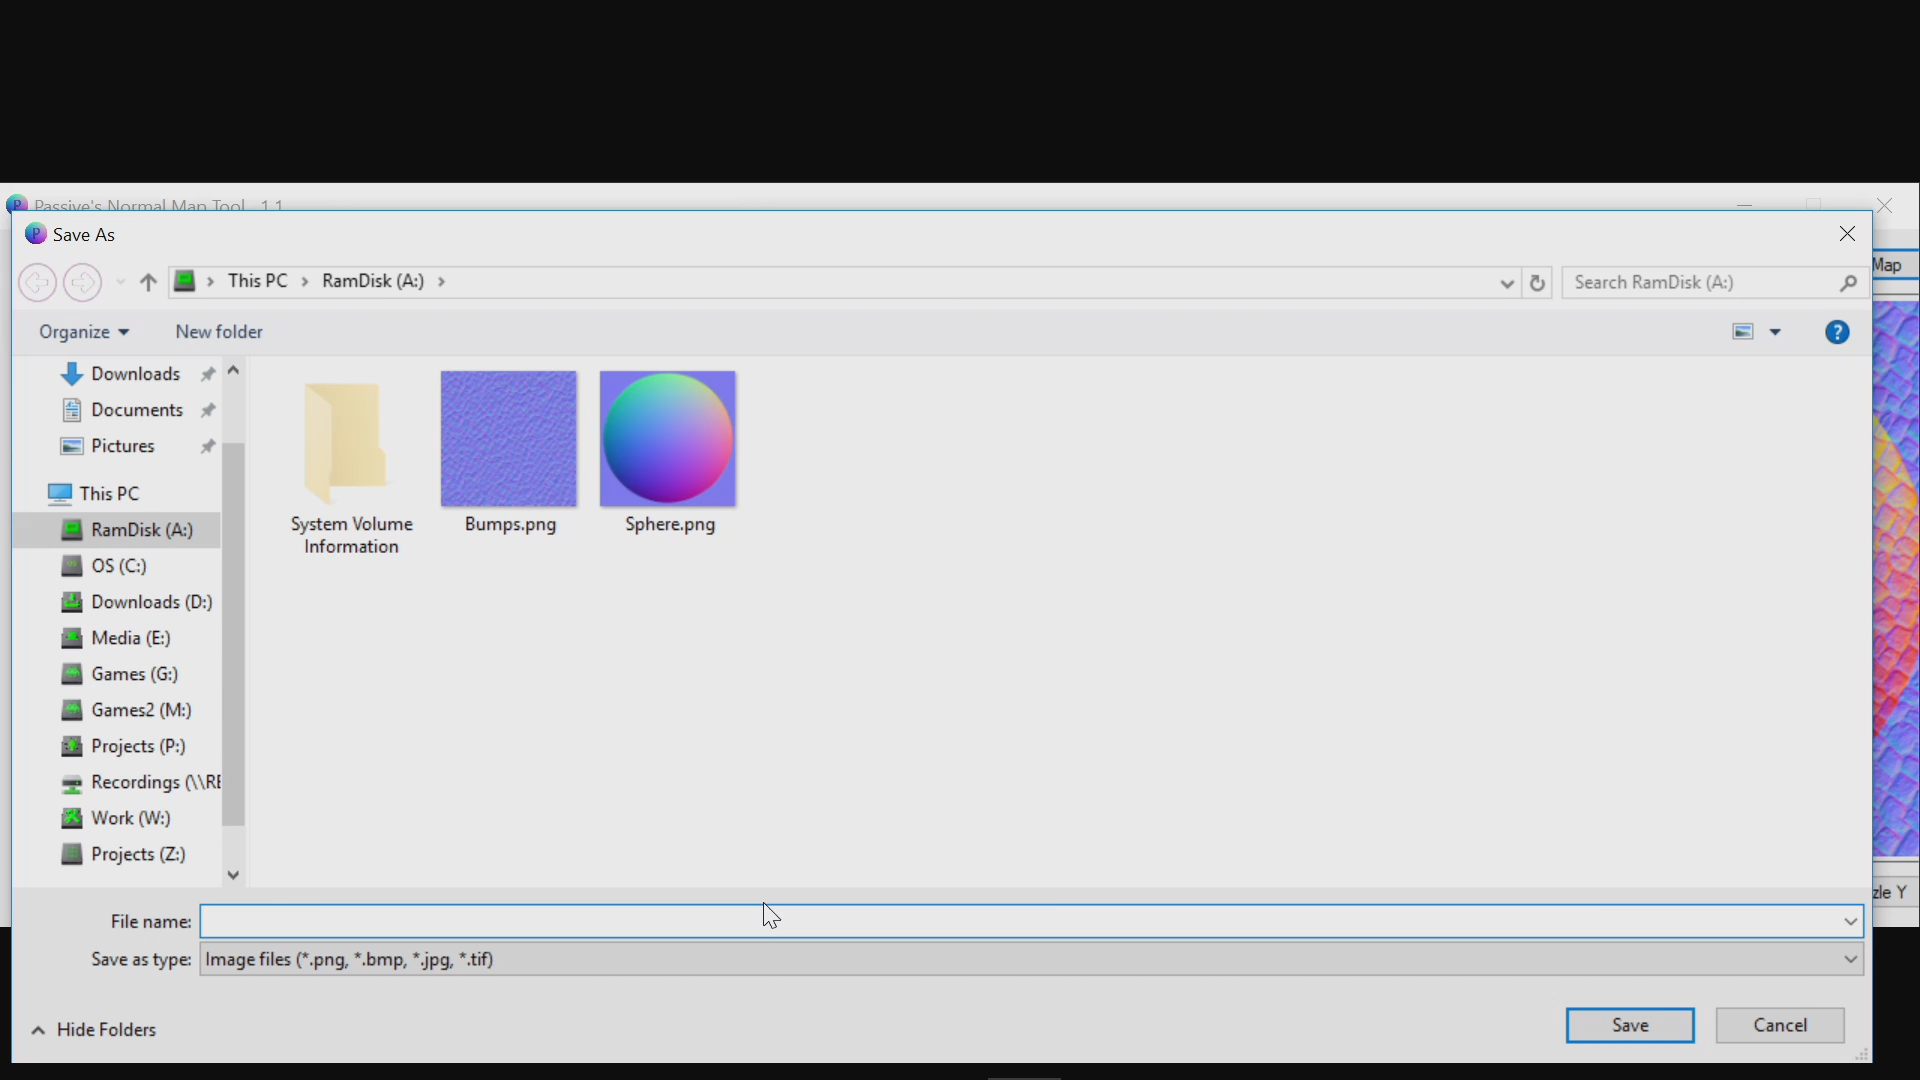 Passive's Normal Map Tool - 1.1
Save As
This PC
RamDisk (A:)
Search RamDisk (A:)
Map
Organize
New folder
Downloads
Documents
Pictures
This PC
RamDisk (A:)
OS (C:)
Downloads (D:)
Media (E:)
Games (G:)
Games2 (M:)
Projects (P:)
Recordings (\\RE
Work (W:)
Projects (Z:)
System Volume
Information
Bumps.png
Sphere.png
zle Y
File name:
Save as type:
Image files (*.png, *.bmp, *.jpg, *.tif)
Hide Folders
Save
Cancel